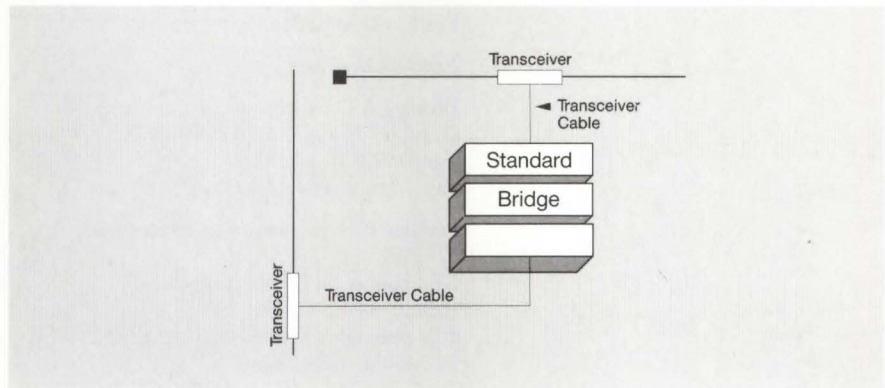 Transceiver
Transceiver
Cable
Standard
Bridge
Transceiver Cable
Transceiver